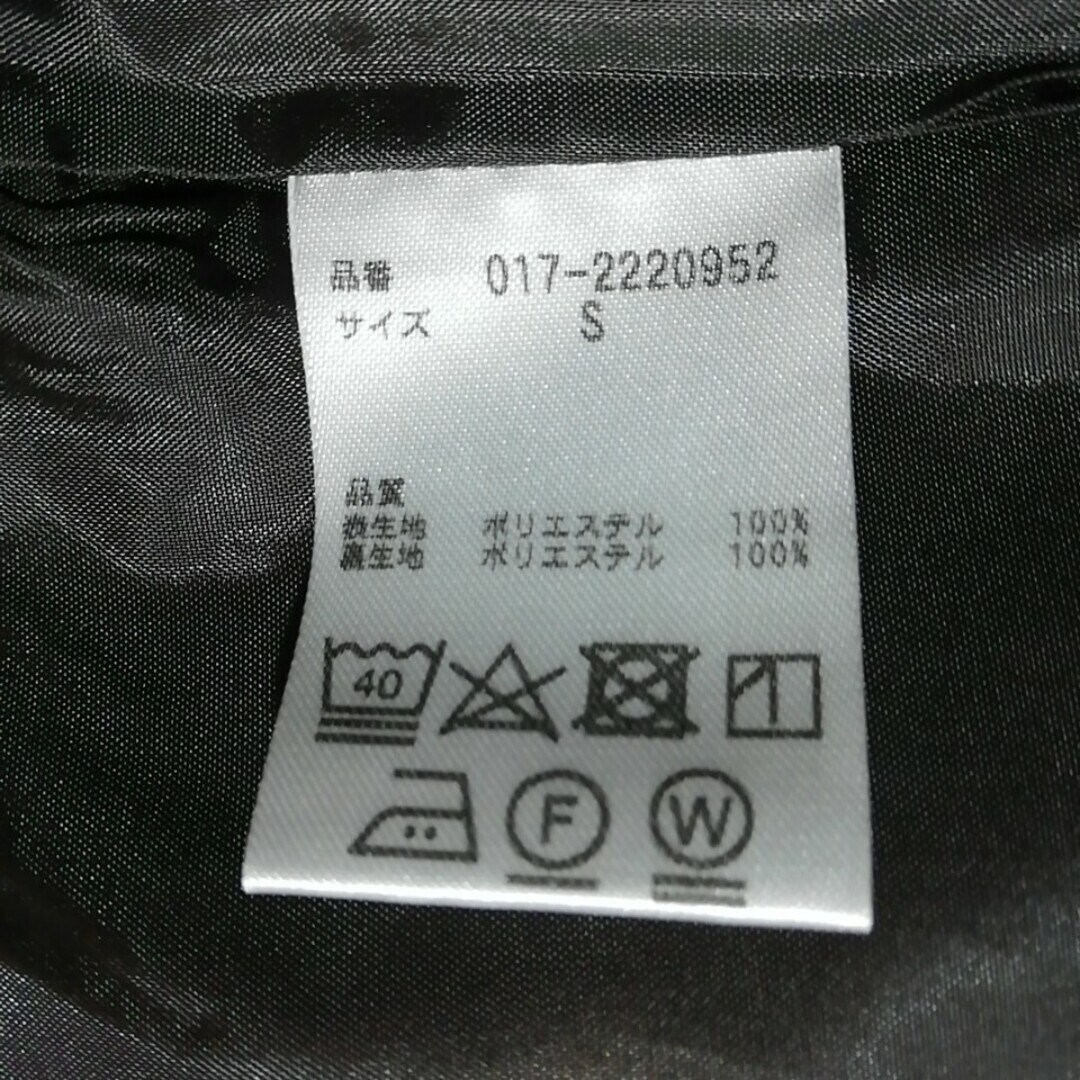 品番 017-2220952
サイズ S
品質
表生地 ポリエステル 100%
裏生地 ポリエステル 100%
40
F W